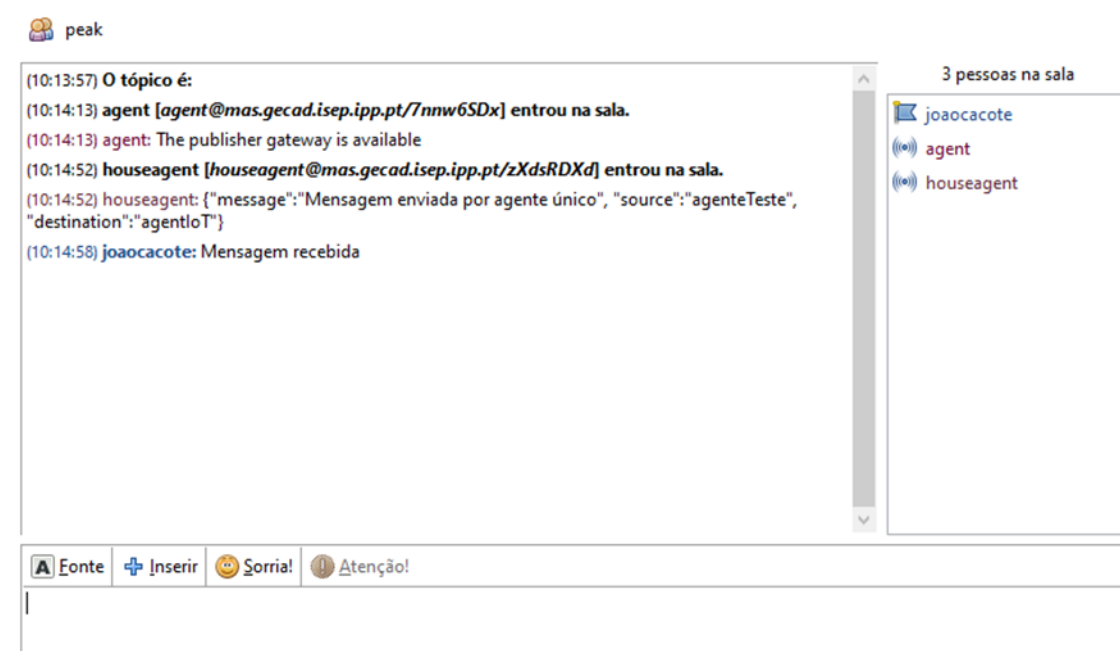 peak
(10:13:57) O tópico é:
(10:14:13) agent [agent@mas.gecad.isep.ipp.pt/7nnw6SDx] entrou na sala.
(10:14:13) agent: The publisher gateway is available
(10:14:52) houseagent [houseagent@mas.gecad.isep.ipp.pt/zXdsRDXd] entrou na sala.
(10:14:52) houseagent: {"message":"Mensagem enviada por agente único", "source":"agenteTeste",
"destination":"agentIoT"}
(10:14:58) joaocacote: Mensagem recebida
3 pessoas na sala
joaocacote
agent
houseagent
A Fonte Inserir Sorria! Atenção!